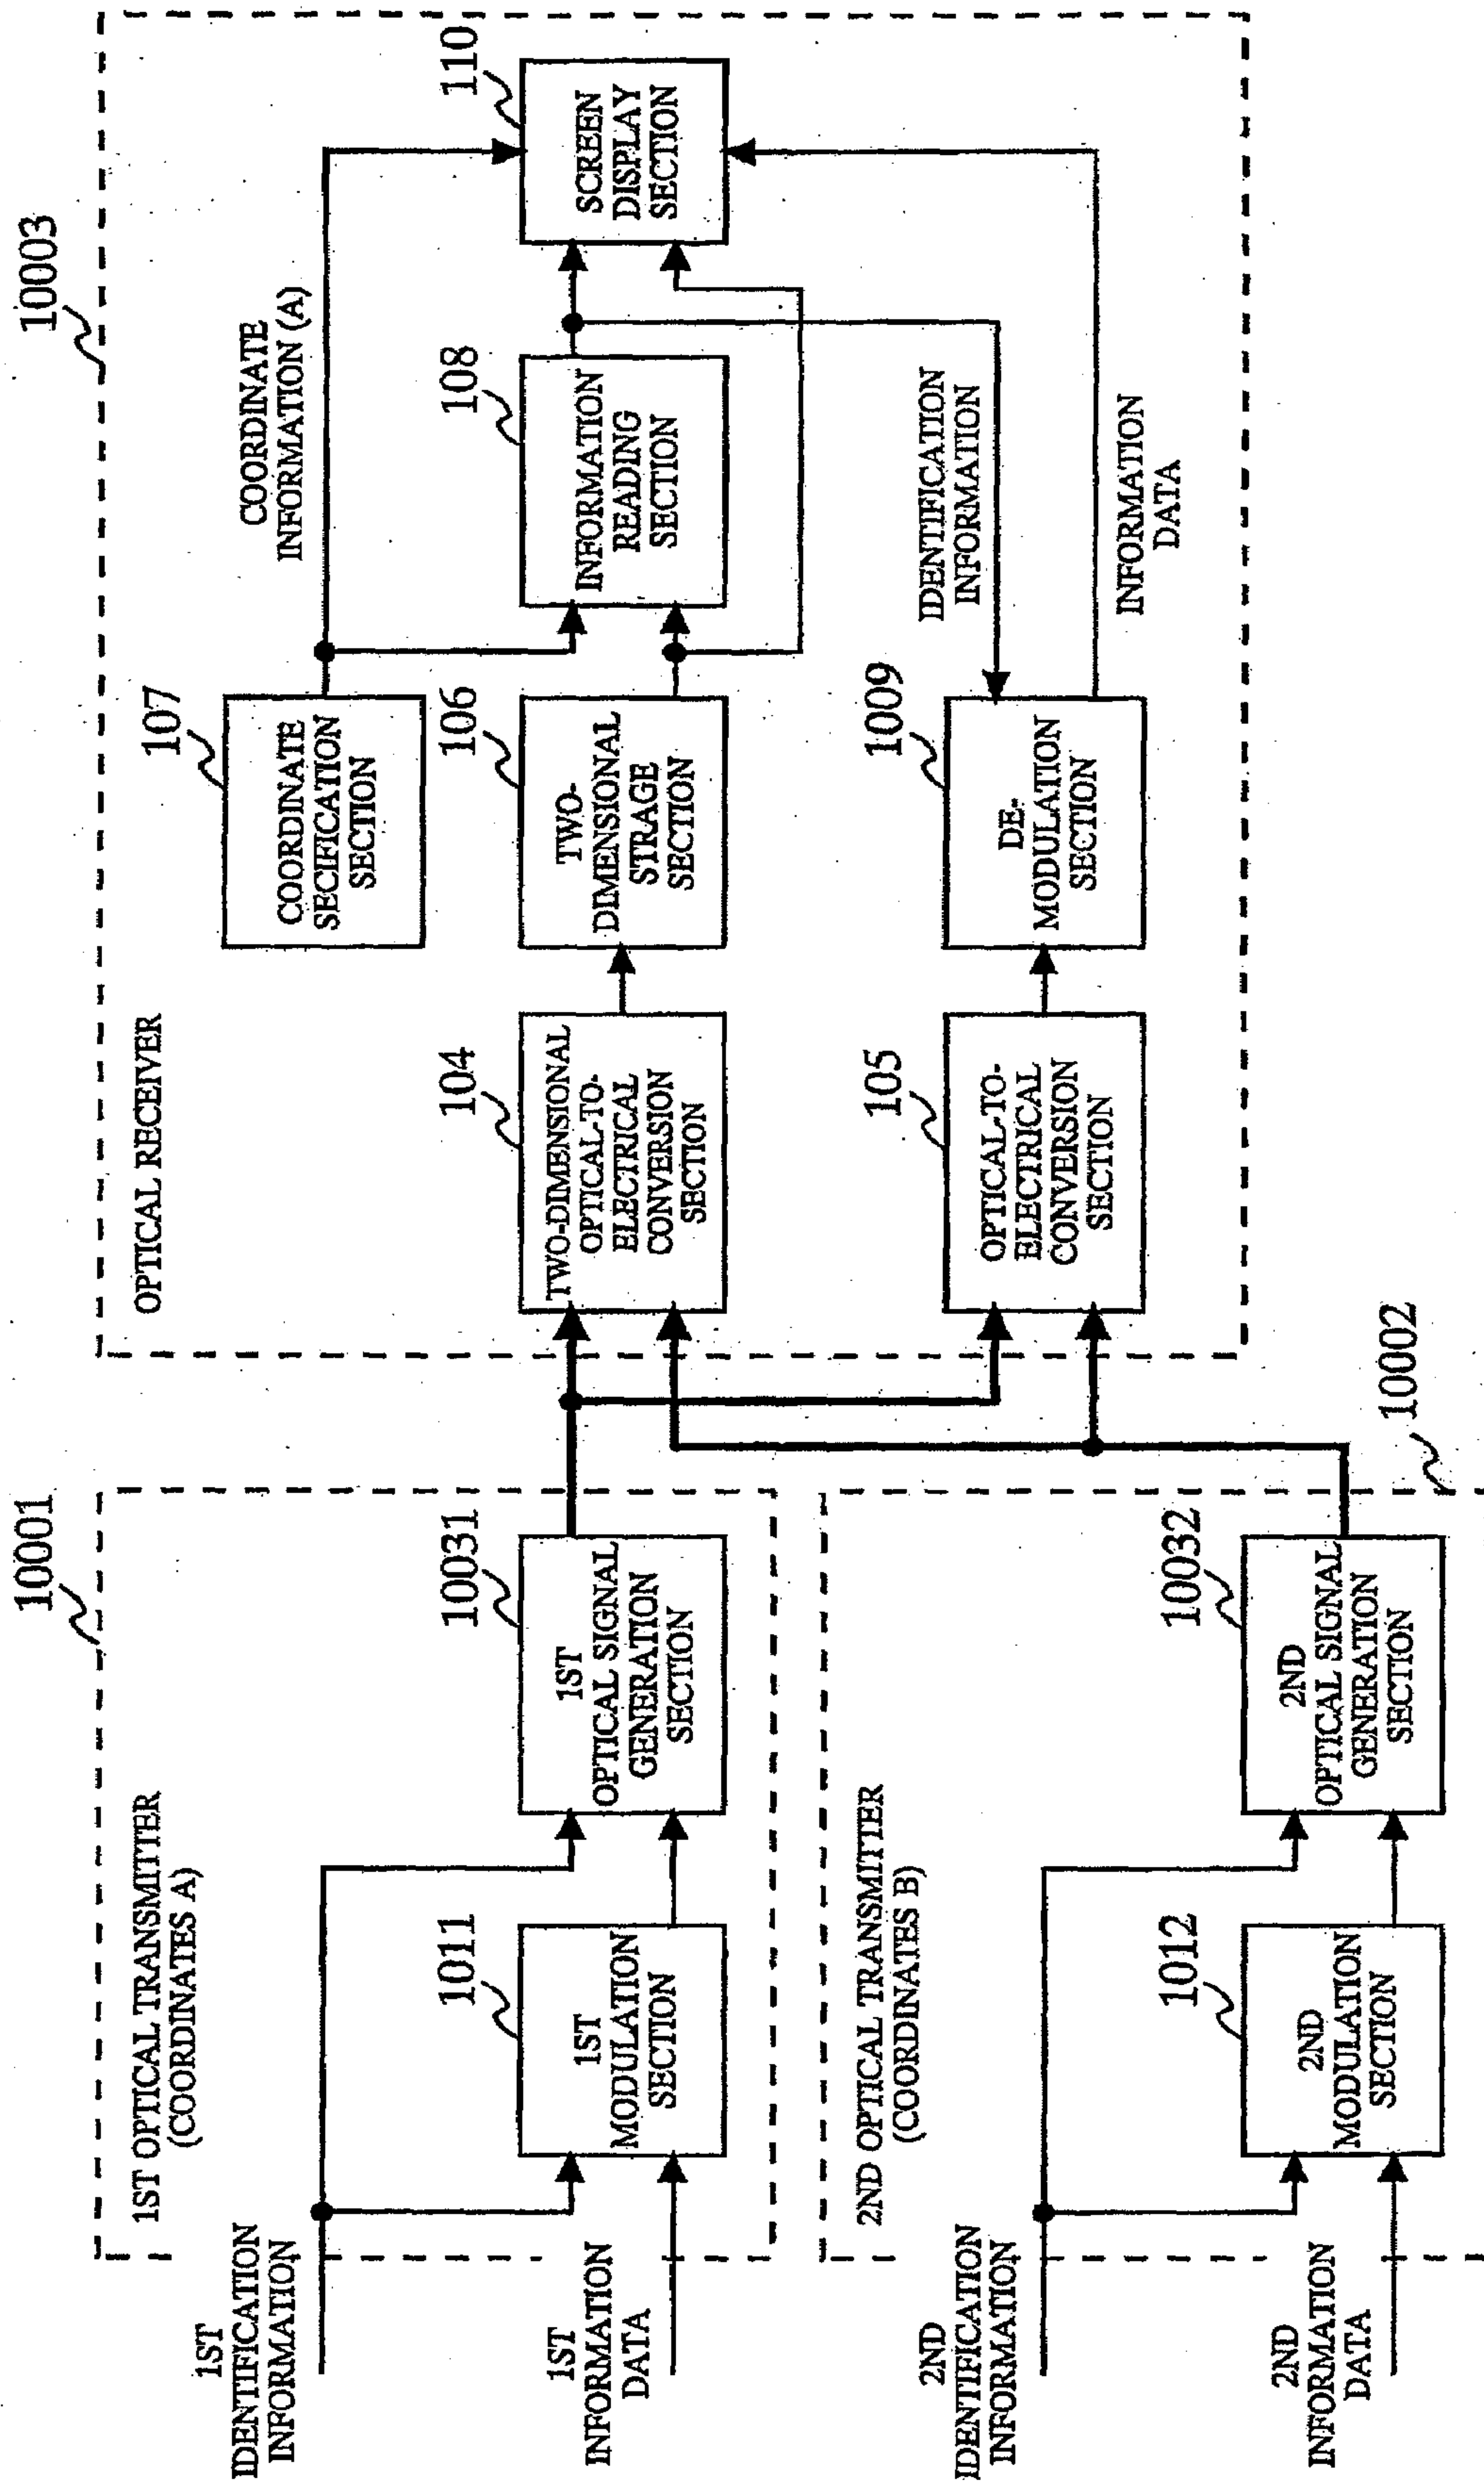 10001
1ST OPTICAL TRANSMITTER
(COORDINATES A)
1ST
IDENTIFICATION
INFORMATION
1ST
INFORMATION
DATA
1011
1ST
MODULATION
SECTION
10031
1ST
OPTICAL SIGNAL
GENERATION
SECTION
2ND OPTICAL TRANSMITTER
(COORDINATES B)
10002
2ND
IDENTIFICATION
INFORMATION
2ND
INFORMATION
DATA
1012
2ND
MODULATION
SECTION
10032
2ND
OPTICAL SIGNAL
GENERATION
SECTION
10003
OPTICAL RECEIVER
104
TWO-DIMENSIONAL
OPTICAL-TO-
ELECTRICAL
CONVERSION
SECTION
105
OPTICAL-TO-
ELECTRICAL
CONVERSION
SECTION
107
COORDINATE
SECIFICATION
SECTION
106
TWO-
DIMENSIONAL
STRAGE
SECTION
1009
DE-
MODULATION
SECTION
COORDINATE
INFORMATION (A)
108
INFORMATION
READING
SECTION
IDENTIFICATION
INFORMATION
INFORMATION
DATA
110
SCREEN
DISPLAY
SECTION